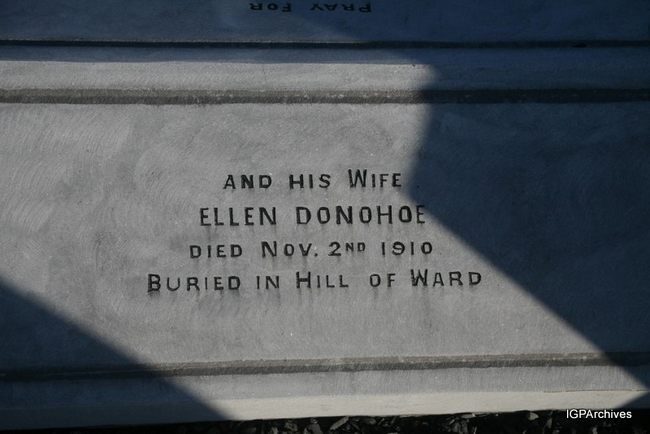 PRAY FOR
AND HIS WIFE
ELLEN DONOHOE
DIED NOV. 2ND 1910
BURIED IN HILL OF WARD
IGPArchives